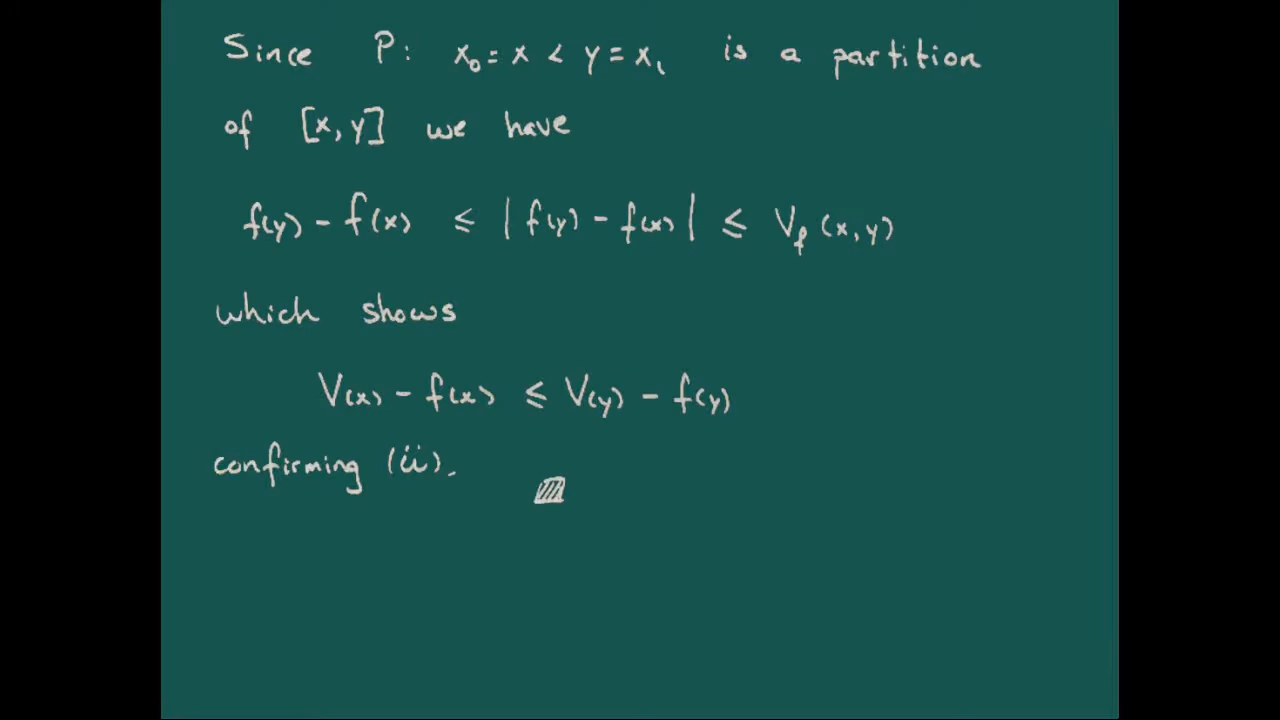 Since P: x₀ = x < y = x₁ is a partition
of [x, y] we have
f(y) - f(x) ≤ | f(y) - f(x) | ≤ V_f (x, y)
which shows
V(x) - f(x) ≤ V(y) - f(y)
confirming (ii).